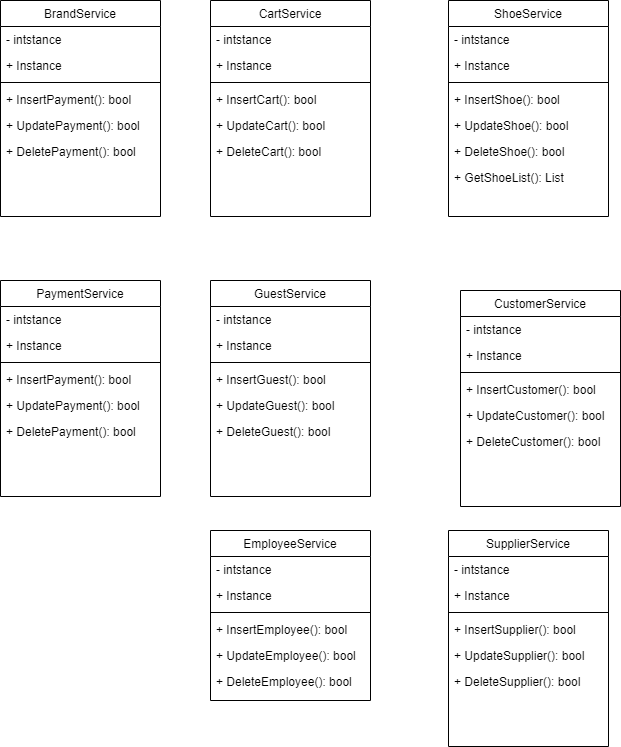 BrandService
- intstance
+ Instance
+ InsertPayment(): bool
+ UpdatePayment(): bool
+ DeletePayment(): bool
CartService
- intstance
+ Instance
+ InsertCart(): bool
+ UpdateCart(): bool
+ DeleteCart(): bool
ShoeService
- intstance
+ Instance
+ InsertShoe(): bool
+ UpdateShoe(): bool
+ DeleteShoe(): bool
+ GetShoeList(): List
PaymentService
- intstance
+ Instance
+ InsertPayment(): bool
+ UpdatePayment(): bool
+ DeletePayment(): bool
GuestService
- intstance
+ Instance
+ InsertGuest(): bool
+ UpdateGuest(): bool
+ DeleteGuest(): bool
CustomerService
- intstance
+ Instance
+ InsertCustomer(): bool
+ UpdateCustomer(): bool
+ DeleteCustomer(): bool
EmployeeService
- intstance
+ Instance
+ InsertEmployee(): bool
+ UpdateEmployee(): bool
+ DeleteEmployee(): bool
SupplierService
- intstance
+ Instance
+ InsertSupplier(): bool
+ UpdateSupplier(): bool
+ DeleteSupplier(): bool